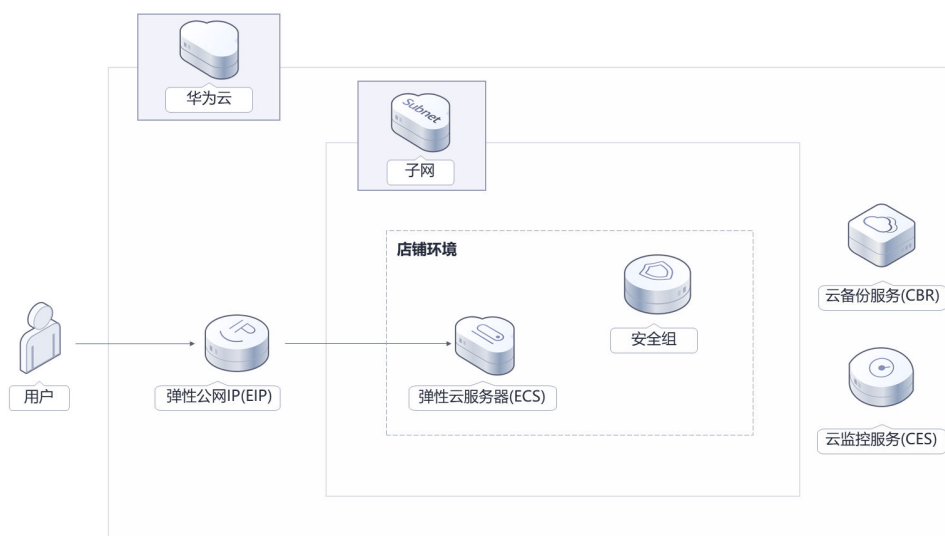 华为云
Subnet
子网
店铺环境
云备份服务(CBR)
安全组
IP
用户
弹性公网IP(EIP)
弹性云服务器(ECS)
云监控服务(CES)